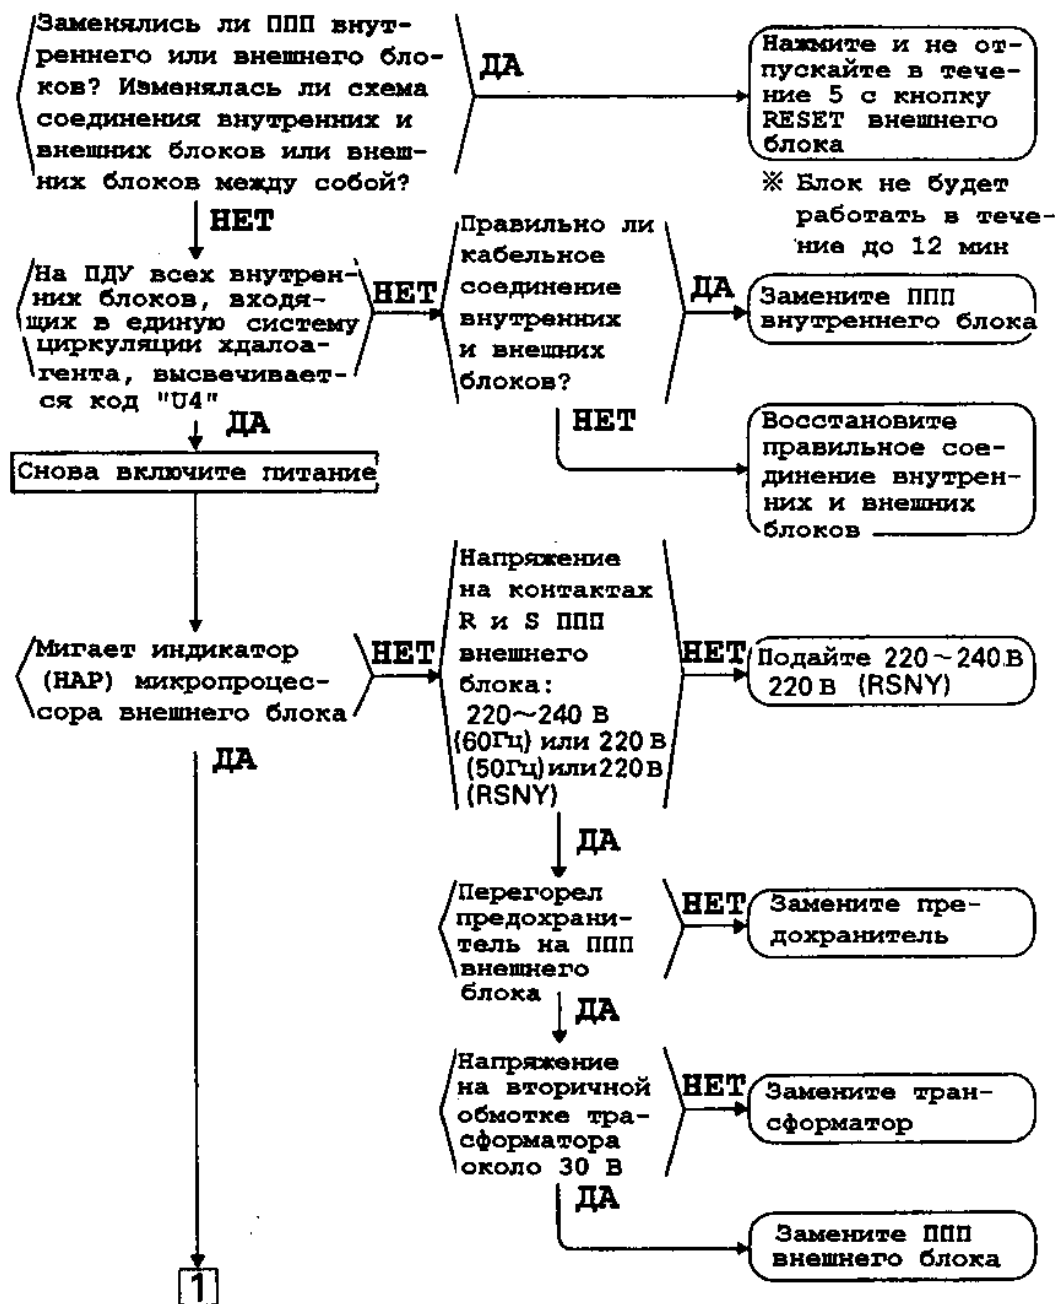 Заменялись ли ППП внут-
реннего или внешнего бло-
ков? Изменялась ли схема
соединения внутренних и
внешних блоков или внеш-
них блоков между собой?
ДА
Нажмите и не от-
пускайте в тече-
ние 5 с кнопку
RESET внешнего
блока
※ Блок не будет
работать в тече-
ние до 12 мин
НЕТ
На ПДУ всех внутрен-
них блоков, входя-
щих в единую систему
циркуляции хдалоа-
гента, высвечивает-
ся код "U4"
НЕТ
Правильно ли
кабельное
соединение
внутренних
и внешних
блоков?
ДА
Замените ППП
внутреннего блока
НЕТ
Восстановите
правильное сое-
динение внутрен-
них и внешних
блоков
ДА
Снова включите питание
Мигает индикатор
(HAP) микропроцес-
сора внешнего блока
НЕТ
Напряжение
на контактах
R и S ППП
внешнего
блока:
220~240 В
(60Гц) или 220 В
(50Гц) или 220 В
(RSNY)
НЕТ
Подайте 220~240 В
220 В (RSNY)
ДА
ДА
Перегорел
предохрани-
тель на ППП
внешнего
блока
НЕТ
Замените пре-
дохранитель
ДА
Напряжение
на вторичной
обмотке тра-
сформатора
около 30 В
НЕТ
Замените тран-
сформатор
ДА
Замените ППП
внешнего блока
1